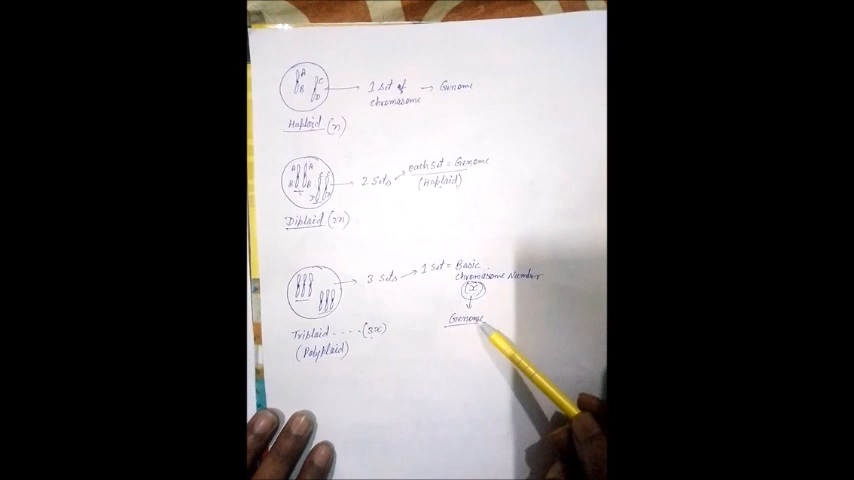 A
B
C
D
1 set of → Genome
chromosome
Haploid (n)
A A
B B
2 Sets
each set = Genome
(Haploid)
Diploid (2n)
3 Sets
1 Set = Basic
chromosome Number
(x)
Genome
Triploid ---- (3x)
(Polyploid)